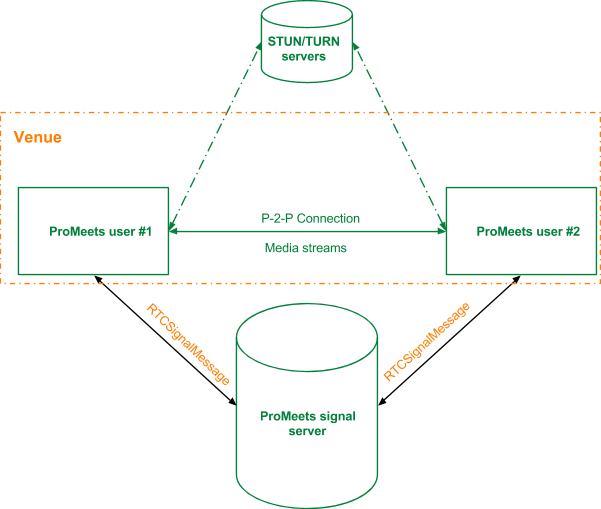 STUN/TURN
servers
Venue
ProMeets user #1
P-2-P Connection
Media streams
ProMeets user #2
RTCSignalMessage
RTCSignalMessage
ProMeets signal
server